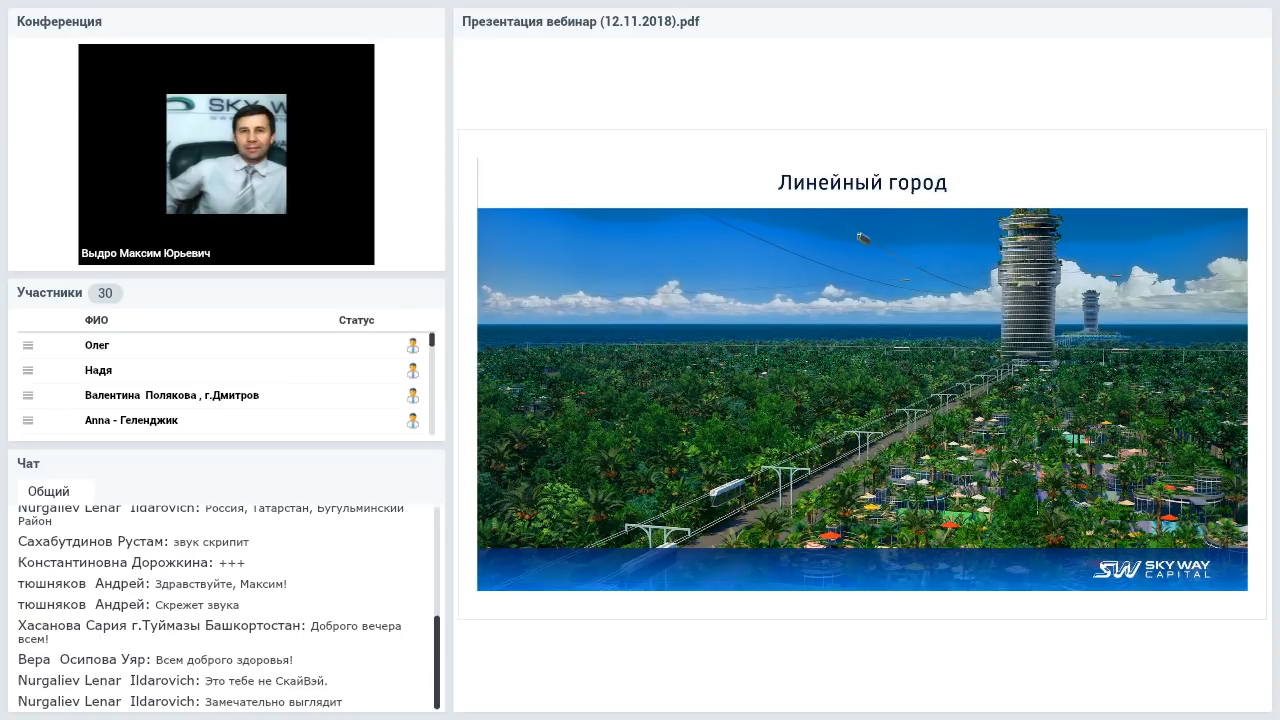 Конференция
SKY W
Выдро Максим Юрьевич
Участники 30
ФИО Статус
Олег
Надя
Валентина Полякова , г.Дмитров
Anna - Геленджик
Чат
Общий
Nurgaliev Lenar Ildarovich: Россия, Татарстан, Бугульминский
Район
Сахабутдинов Рустам: звук скрипит
Константиновна Дорожкина: +++
тюшняков Андрей: Здравствуйте, Максим!
тюшняков Андрей: Скрежет звука
Хасанова Сария г.Туймазы Башкортостан: Доброго вечера
всем!
Вера Осипова Уяр: Всем доброго здоровья!
Nurgaliev Lenar Ildarovich: Это тебе не СкайВэй.
Nurgaliev Lenar Ildarovich: Замечательно выглядит
Презентация вебинар (12.11.2018).pdf
Линейный город
SW SKY WAY
CAPITAL